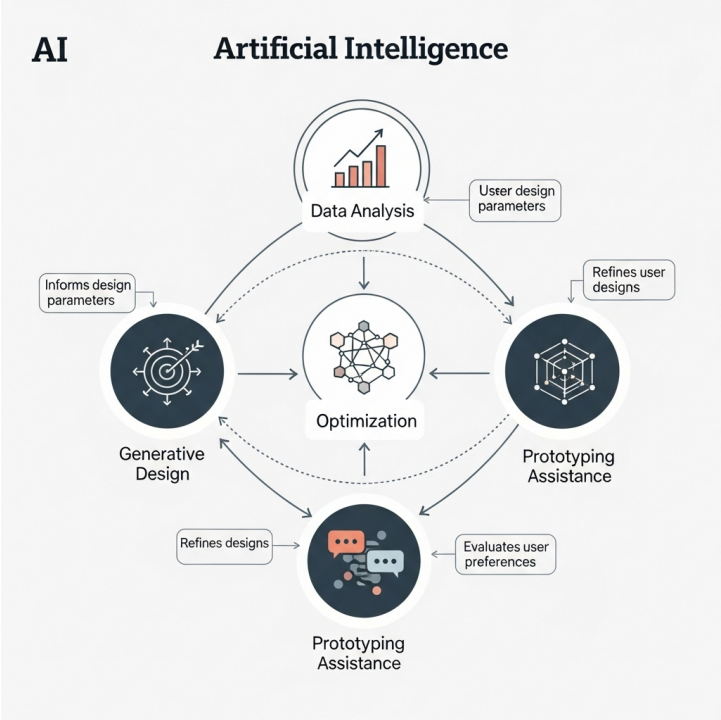 AI
Artificial Intelligence
Data Analysis
User design
parameters
Informs design
parameters
Refines user
designs
Optimization
Generative
Design
Prototyping
Assistance
Refines designs
Evaluates user
preferences
Prototyping
Assistance